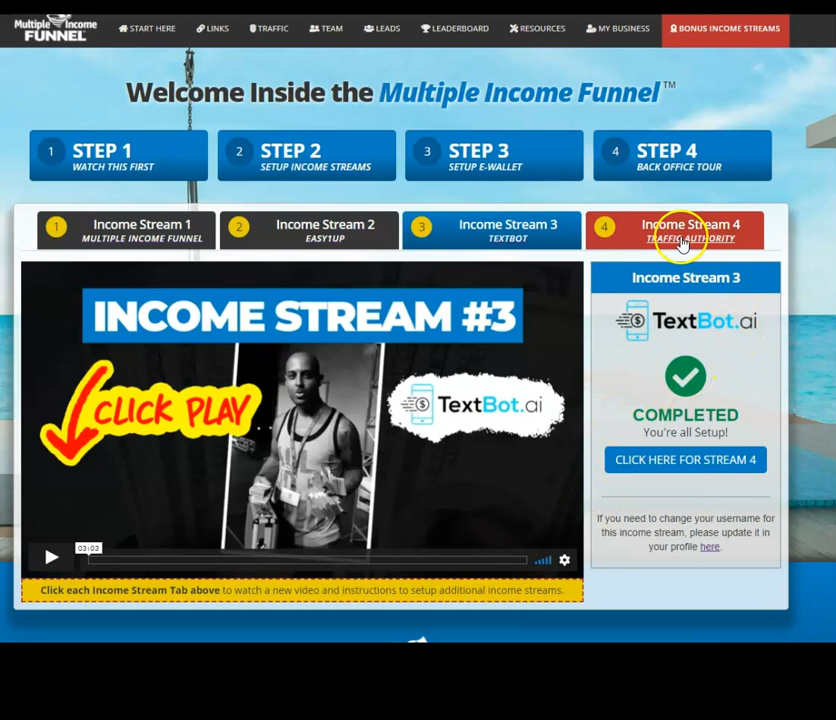 Multiple Income
FUNNEL
START HERE
LINKS
TRAFFIC
TEAM
LEADS
LEADERBOARD
RESOURCES
MY BUSINESS
BONUS INCOME STREAMS
Welcome Inside the Multiple Income Funnel™
1
STEP 1
WATCH THIS FIRST
2
STEP 2
SETUP INCOME STREAMS
3
STEP 3
SETUP E-WALLET
4
STEP 4
BACK OFFICE TOUR
1
Income Stream 1
MULTIPLE INCOME FUNNEL
2
Income Stream 2
EASY1UP
3
Income Stream 3
TEXTBOT
4
Income Stream 4
TRAFFIC AUTHORITY
INCOME STREAM #3
CLICK PLAY
TextBot.ai
03:03
Click each Income Stream Tab above to watch a new video and instructions to setup additional income streams.
Income Stream 3
TextBot.ai
COMPLETED
You're all Setup!
CLICK HERE FOR STREAM 4
If you need to change your username for
this income stream, please update it in
your profile here.